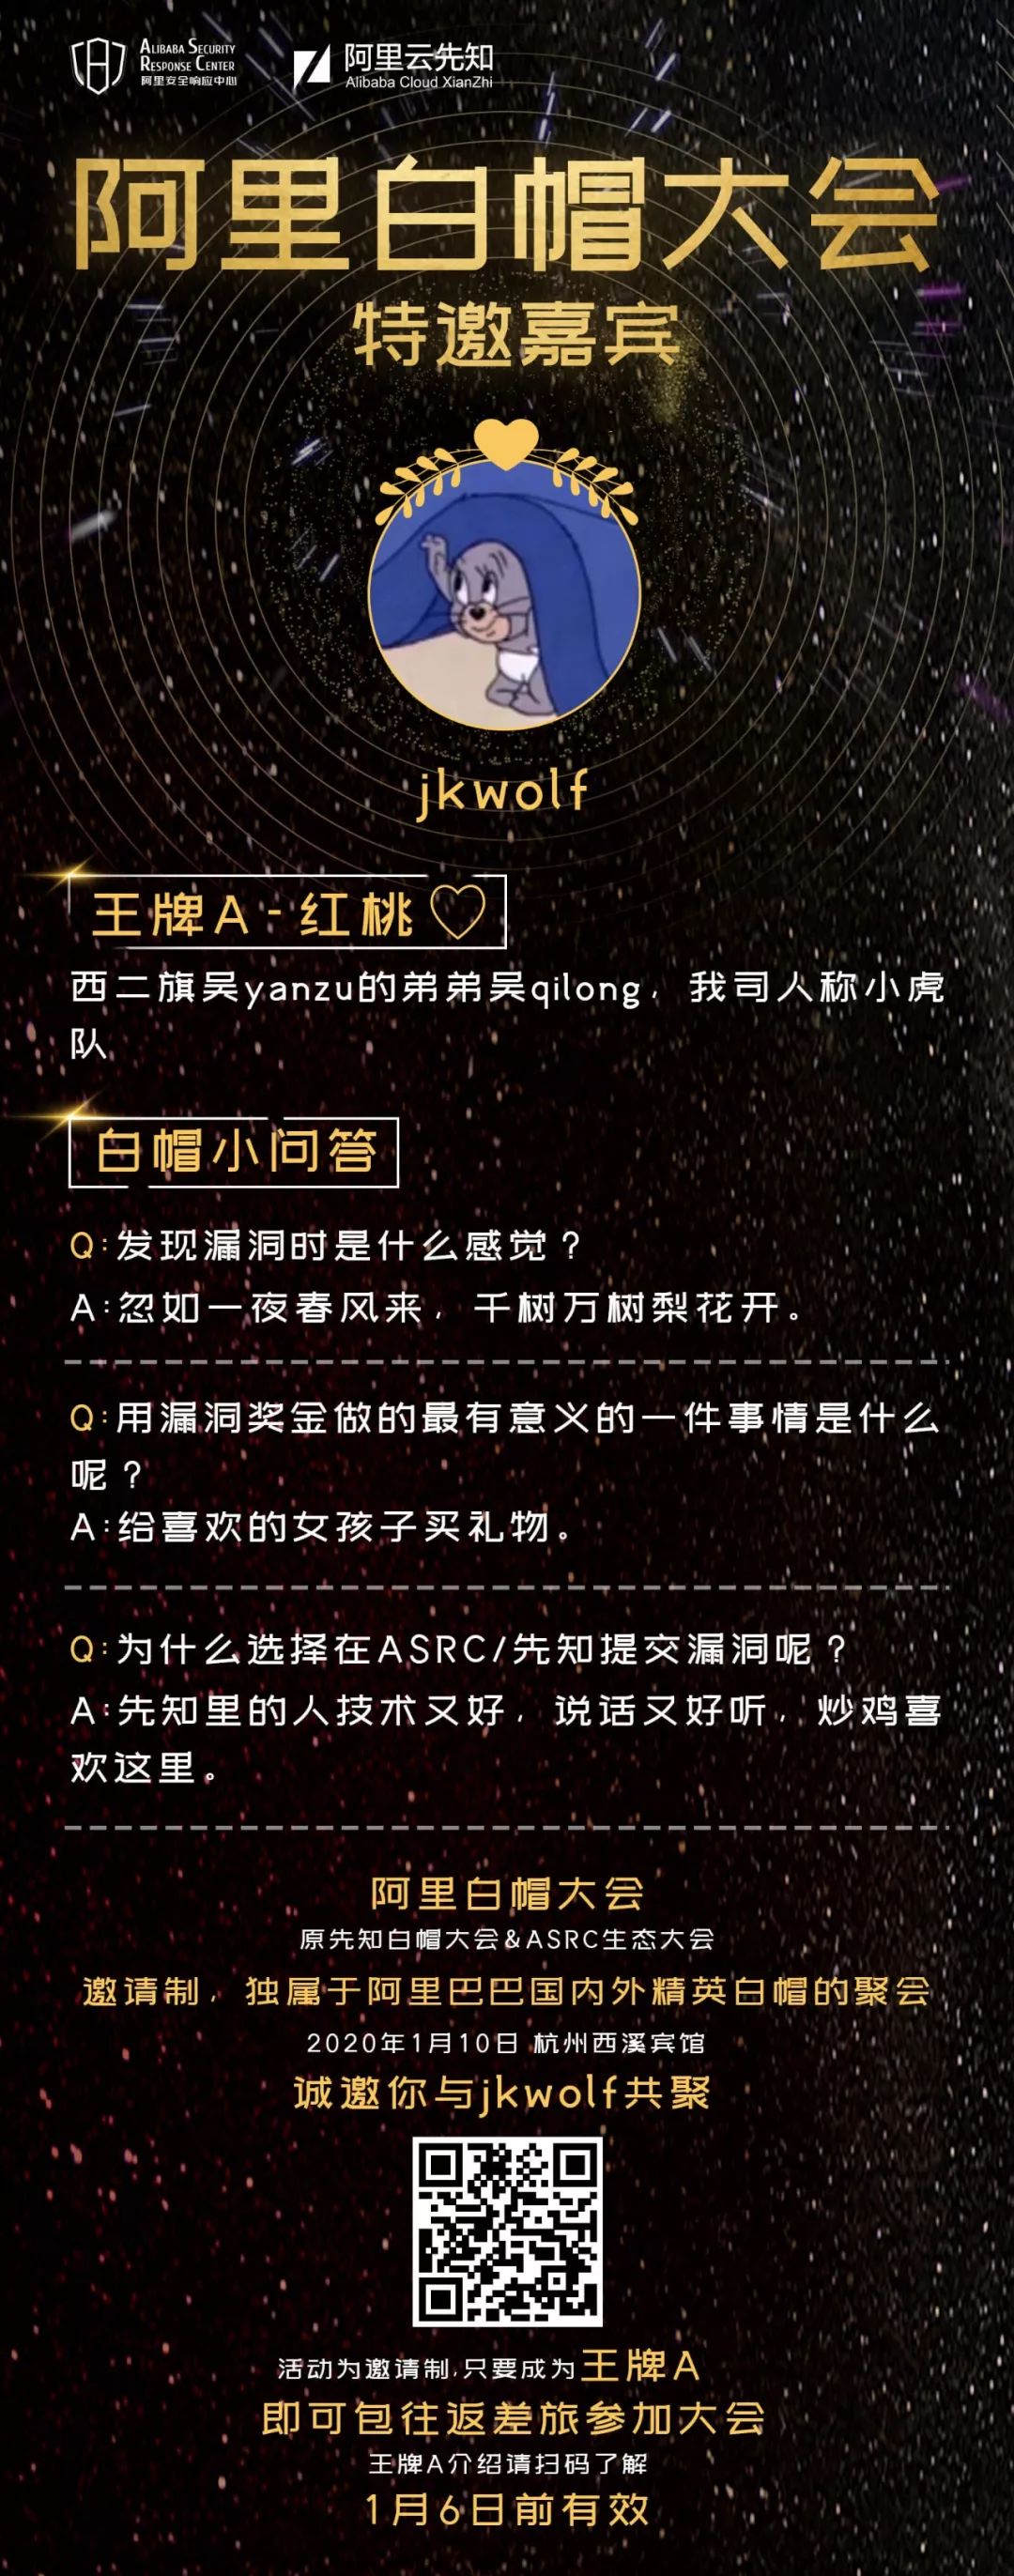 ALIBABA SECURITY
RESPONSE CENTER
阿里安全响应中心
阿里云先知
Alibaba Cloud XianZhi
阿里白帽大会
特邀嘉宾
jkwolf
王牌A-红桃
西二旗吴yanzu的弟弟吴qilong，我司人称小虎
队
白帽小问答
Q:发现漏洞时是什么感觉？
A:忽如一夜春风来，千树万树梨花开。
Q:用漏洞奖金做的最有意义的一件事情是什么
呢？
A:给喜欢的女孩子买礼物。
Q:为什么选择在ASRC/先知提交漏洞呢？
A:先知里的人技术又好，说话又好听，炒鸡喜
欢这里。
阿里白帽大会
原先知白帽大会&ASRC生态大会
邀请制，独属于阿里巴巴国内外精英白帽的聚会
2020年1月10日 杭州西溪宾馆
诚邀你与jkwolf共聚
活动为邀请制,只要成为王牌A
即可包往返差旅参加大会
王牌A介绍请扫码了解
1月6日前有效